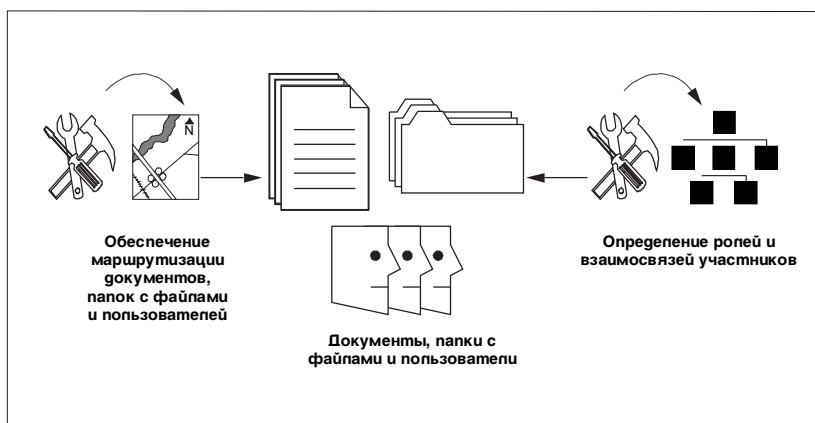 N
Обеспечение
маршрутизации
документов,
папок с файлами
и пользователей
Документы, папки с
файлами и пользователи
Определение ролей и
взаимосвязей участников